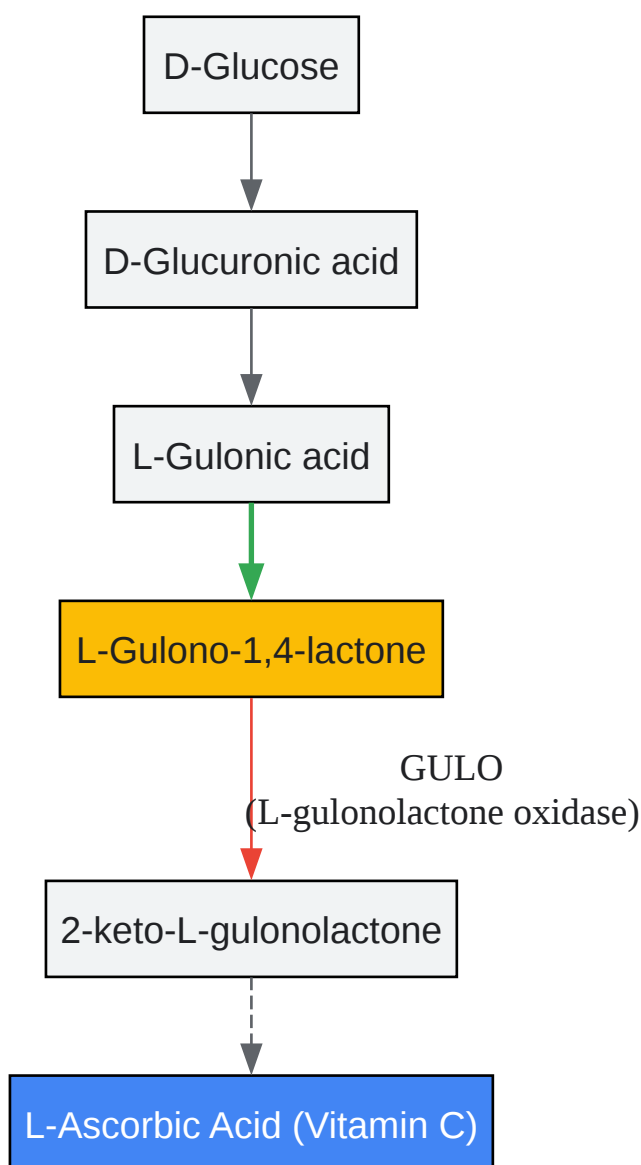 D-Glucose
D-Glucuronic acid
L-Gulonic acid
L-Gulono-1,4-lactone
GULO
(L-gulonolactone oxidase)
2-keto-L-gulonolactone
L-Ascorbic Acid (Vitamin C)